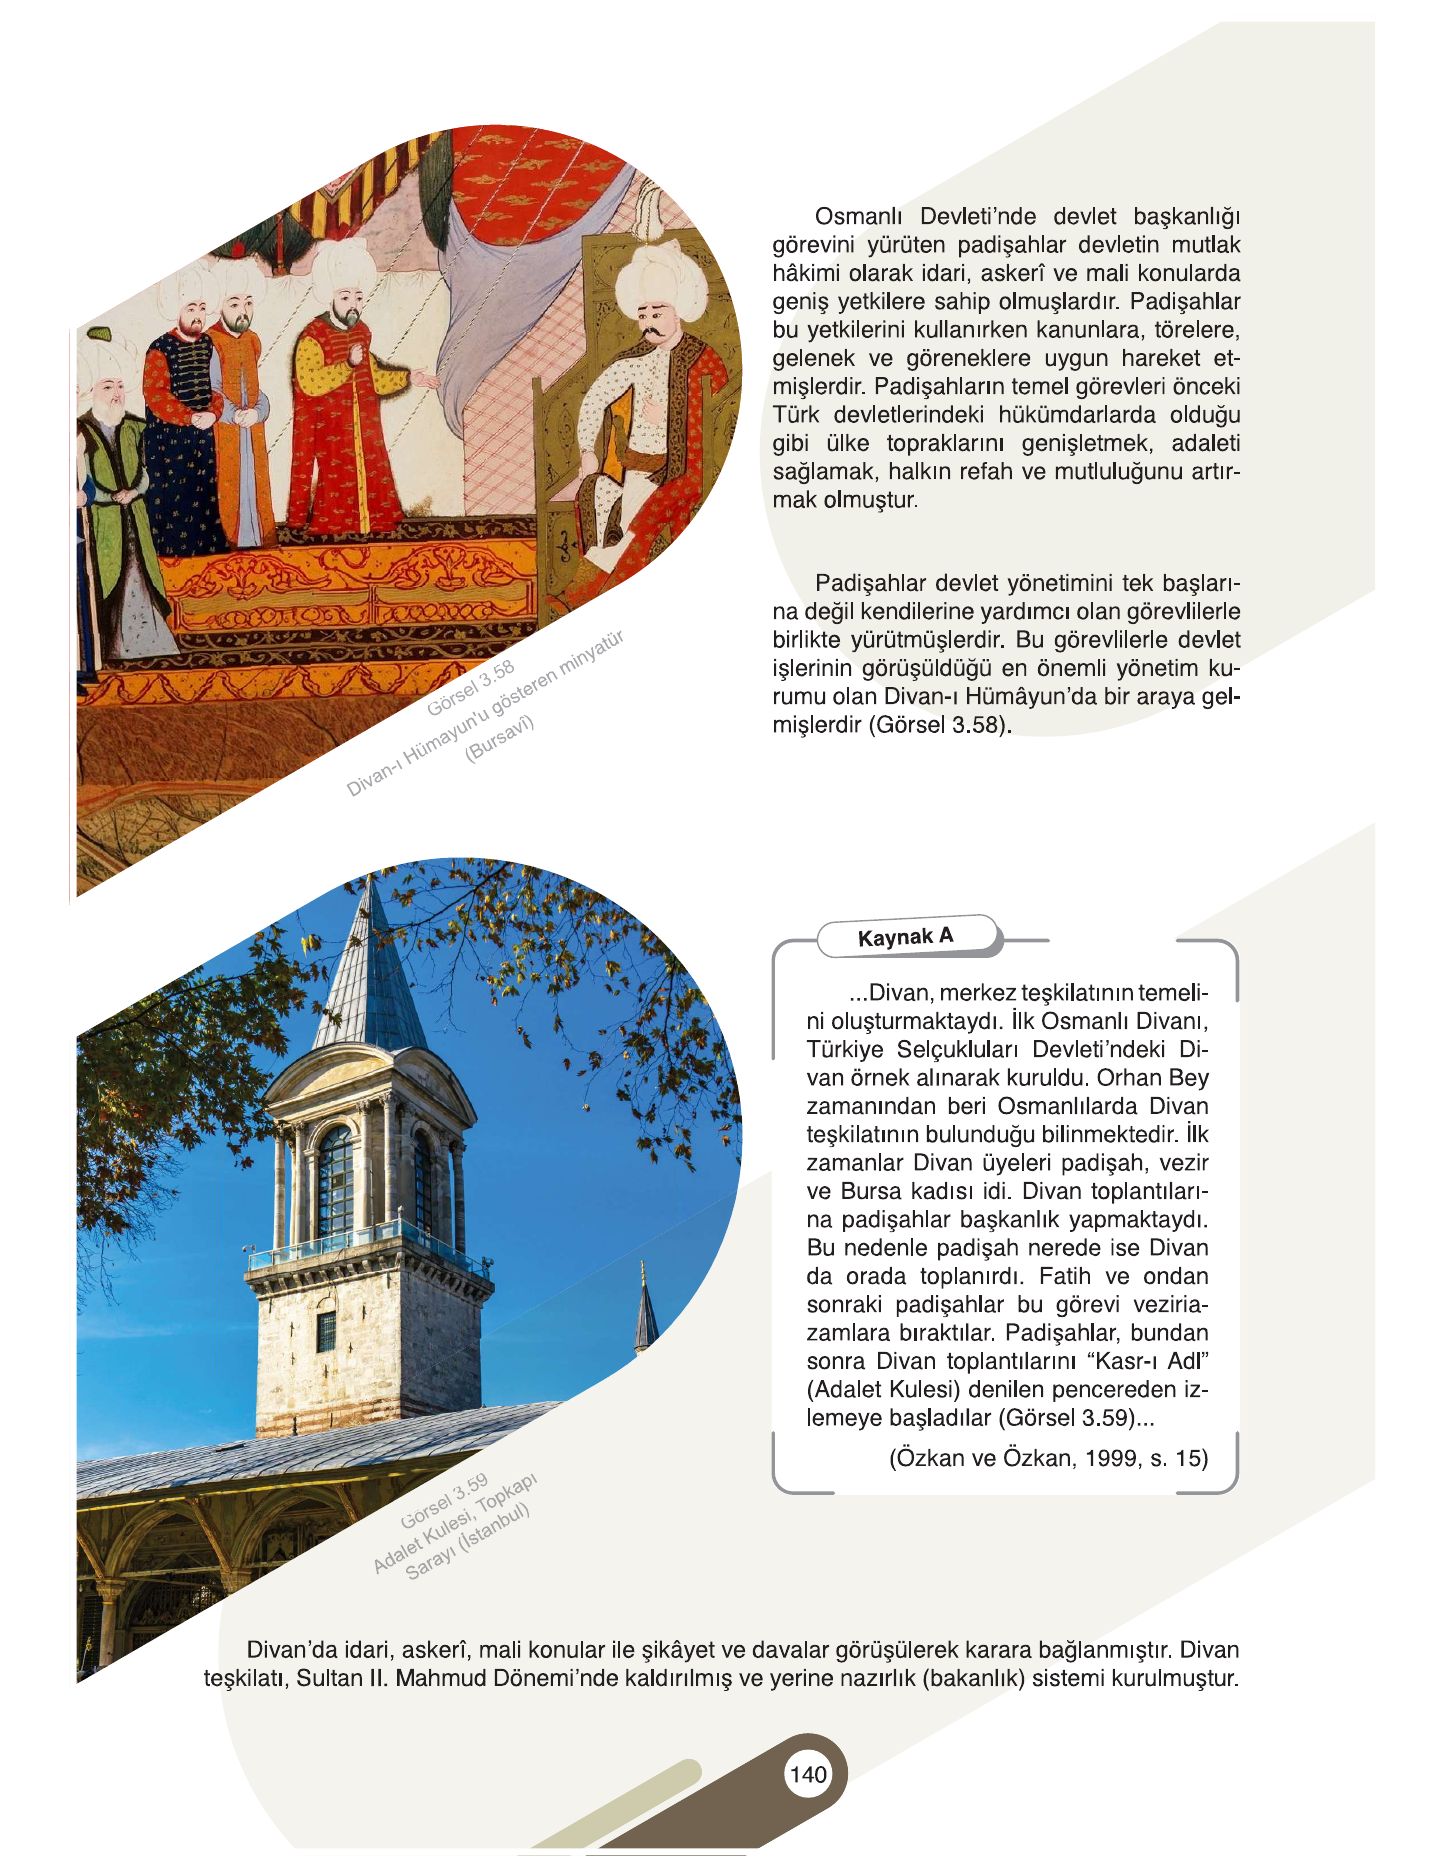 Osmanlı Devleti’nde devlet başkanlığı
görevini yürüten padişahlar devletin mutlak
hâkimi olarak idari, askerî ve mali konularda
geniş yetkilere sahip olmuşlardır. Padişahlar
bu yetkilerini kullanırken kanunlara, törelere,
gelenek ve göreneklere uygun hareket et-
mişlerdir. Padişahların temel görevleri önceki
Türk devletlerindeki hükümdarlarda olduğu
gibi ülke topraklarını genişletmek, adaleti
sağlamak, halkın refah ve mutluluğunu artır-
mak olmuştur.
Padişahlar devlet yönetimini tek başları-
na değil kendilerine yardımcı olan görevlilerle
birlikte yürütmüşlerdir. Bu görevlilerle devlet
işlerinin görüşüldüğü en önemli yönetim ku-
rumu olan Divan-ı Hümâyun’da bir araya gel-
mişlerdir (Görsel 3.58).
Görsel 3.58
Divan-ı Hümayun'u gösteren minyatür
(Bursavî)
Kaynak A
...Divan, merkez teşkilatının temeli-
ni oluşturmaktaydı. İlk Osmanlı Divanı,
Türkiye Selçukluları Devleti’ndeki Di-
van örnek alınarak kuruldu. Orhan Bey
zamanından beri Osmanlılarda Divan
teşkilatının bulunduğu bilinmektedir. İlk
zamanlar Divan üyeleri padişah, vezir
ve Bursa kadısı idi. Divan toplantıları-
na padişahlar başkanlık yapmaktaydı.
Bu nedenle padişah nerede ise Divan
da orada toplanırdı. Fatih ve ondan
sonraki padişahlar bu görevi veziria-
zamlara bıraktılar. Padişahlar, bundan
sonra Divan toplantılarını “Kasr-ı Adl”
(Adalet Kulesi) denilen pencereden iz-
lemeye başladılar (Görsel 3.59)...
(Özkan ve Özkan, 1999, s. 15)
Görsel 3.59
Adalet Kulesi, Topkapı
Sarayı (İstanbul)
Divan’da idari, askerî, mali konular ile şikâyet ve davalar görüşülerek karara bağlanmıştır. Divan
teşkilatı, Sultan II. Mahmud Dönemi’nde kaldırılmış ve yerine nazırlık (bakanlık) sistemi kurulmuştur.
140